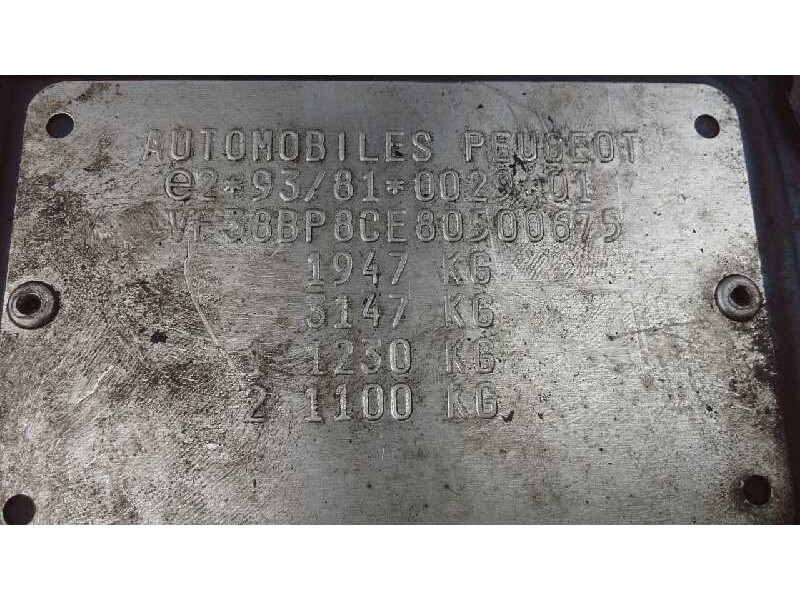 AUTOMOBILES PEUGEOT
e2*93/81*0029*01
VF38BP8CE80500675
1947 KG
3147 KG
1 1230 KG
2 1100 KG